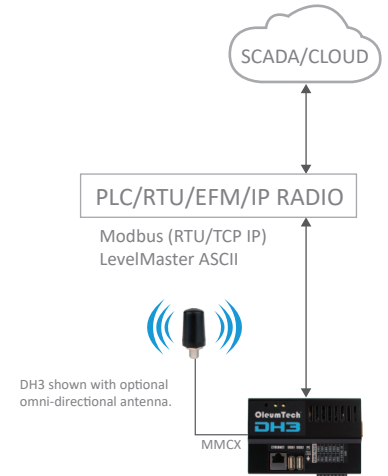 SCADA/CLOUD
PLC/RTU/EFM/IP RADIO
Modbus (RTU/TCP IP)
LevelMaster ASCII
DH3 shown with optional
omni-directional antenna.
MMCX
OleumTech
DH3
ETHERNET